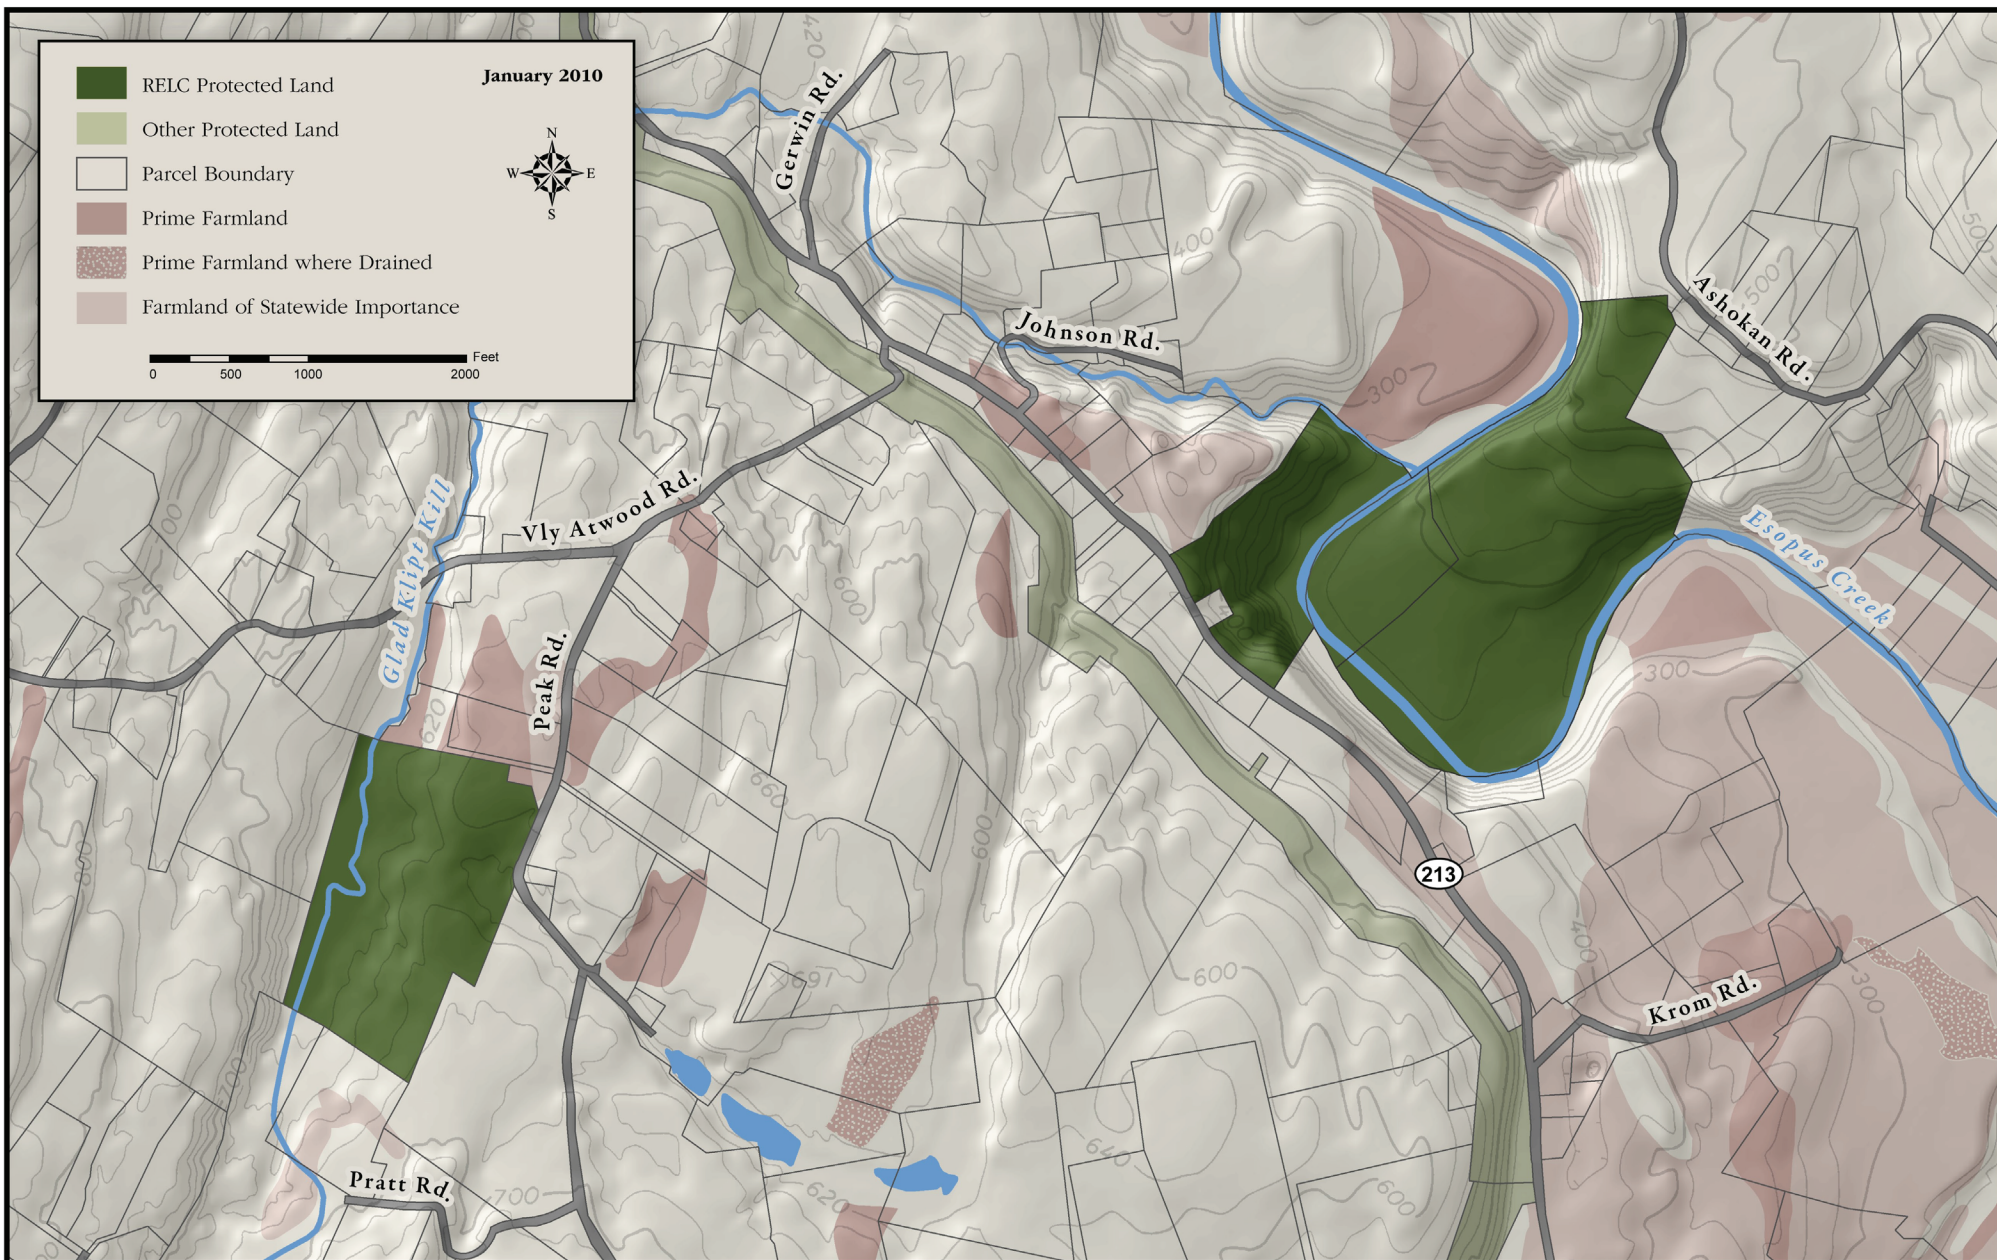 January 2010
RELC Protected Land
Other Protected Land
Parcel Boundary
Prime Farmland
Prime Farmland where Drained
Farmland of Statewide Importance
N
W E
S
Feet
0 500 1000 2000
420
Gerwin Rd.
Johnson Rd.
400
500
500
Ashokan Rd.
300
Vly Atwood Rd.
Glad Klipt Kill
Esopus Creek
600
Peak Rd.
620
300
660
600
213
400
600
x697
Krom Rd.
300
700
640
Pratt Rd.
700
620
600